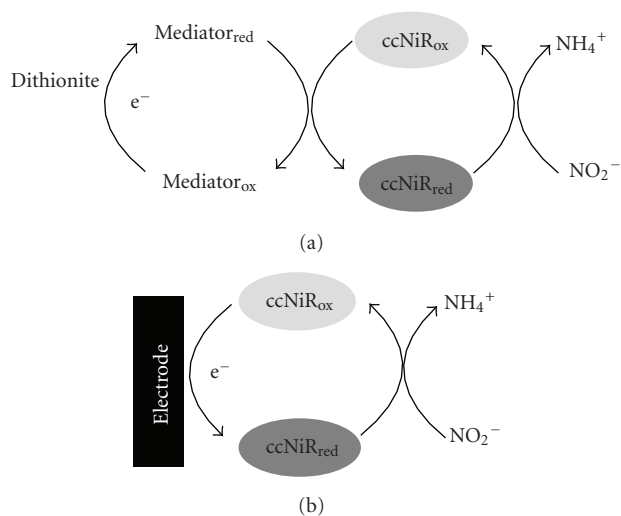 Mediator_red
ccNiR_ox
NH₄⁺
Dithionite
e⁻
Mediator_ox
ccNiR_red
NO₂⁻
(a)
ccNiR_ox
NH₄⁺
Electrode
e⁻
ccNiR_red
NO₂⁻
(b)